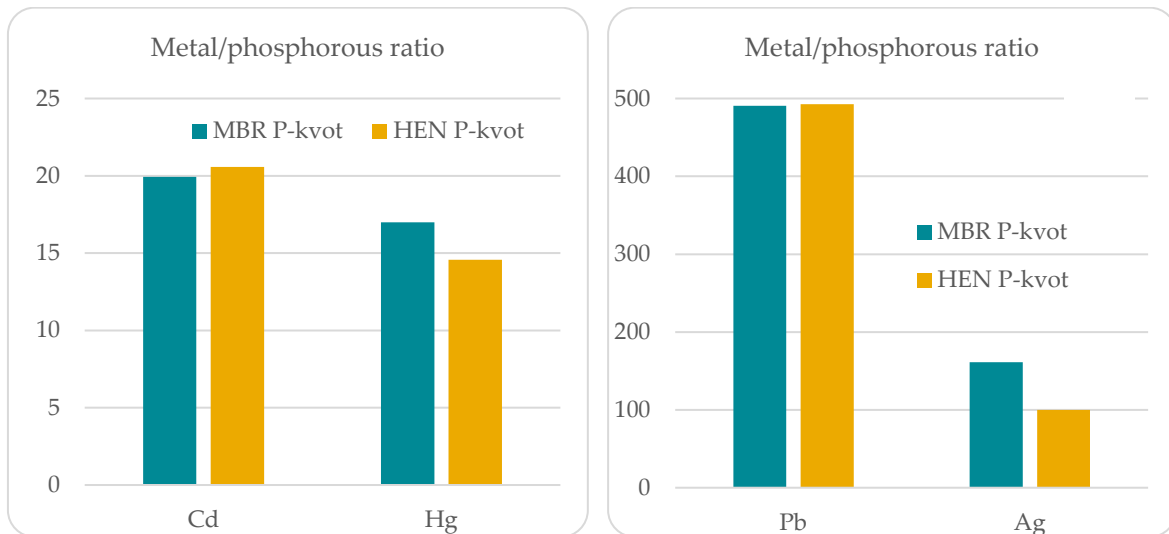 Metal/phosphorous ratio
25
20
15
10
5
0
MBR P-kvot
HEN P-kvot
Cd
Hg
Metal/phosphorous ratio
500
400
300
200
100
0
MBR P-kvot
HEN P-kvot
Pb
Ag